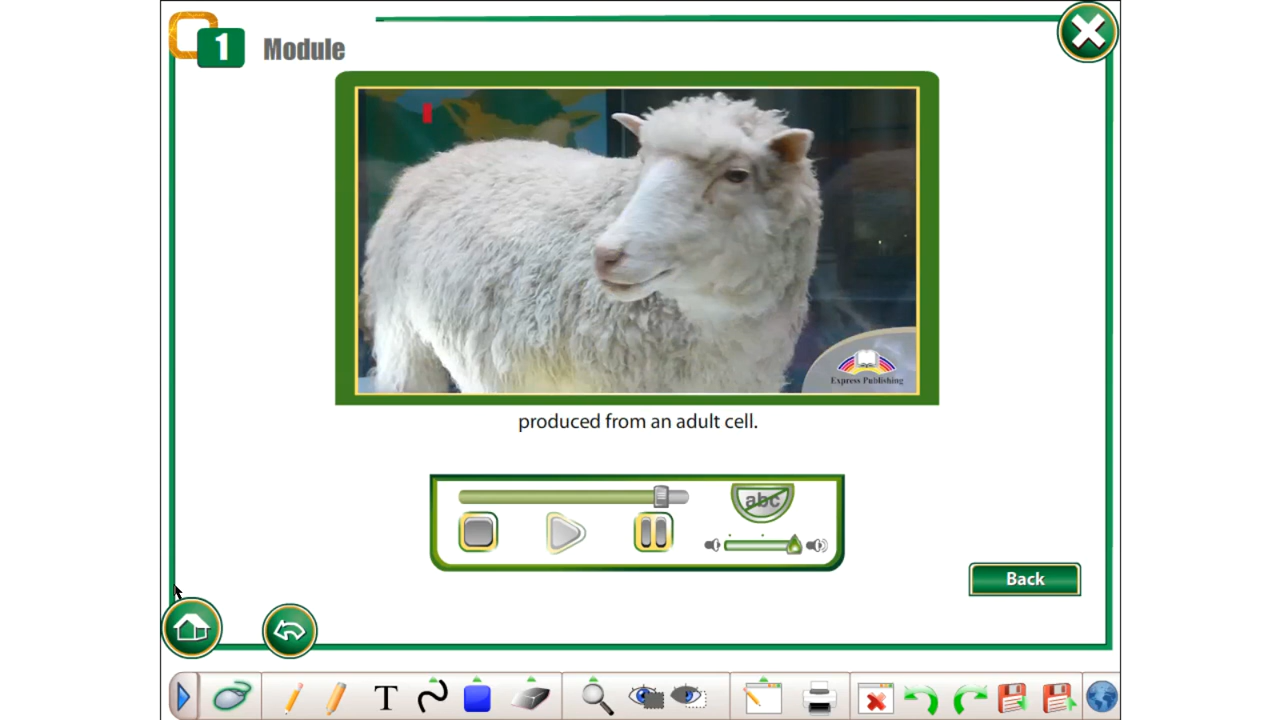 1 Module
Express Publishing
produced from an adult cell.
abc
Back
T